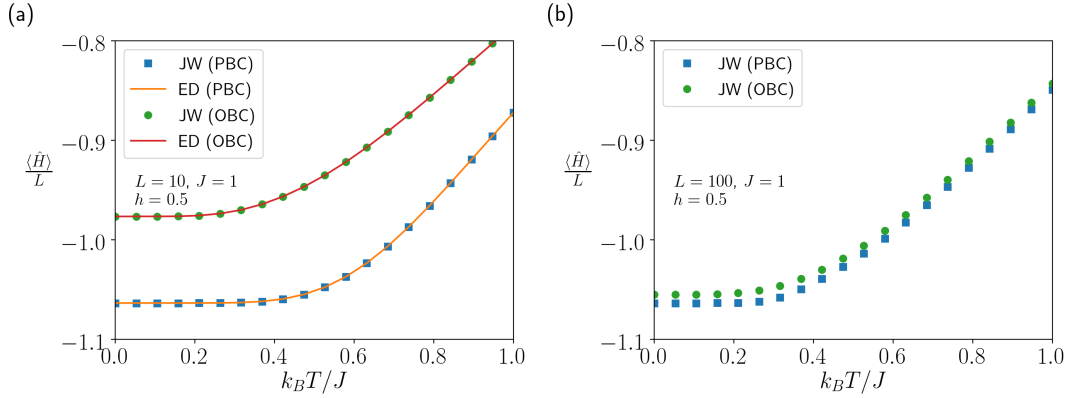 (a)
−0.8
−0.9
−1.0
−1.1
⟨Ĥ⟩
L
JW (PBC)
ED (PBC)
JW (OBC)
ED (OBC)
L = 10, J = 1
h = 0.5
0.0 0.2 0.4 0.6 0.8 1.0
k_BT/J
(b)
−0.8
−0.9
−1.0
−1.1
⟨Ĥ⟩
L
JW (PBC)
JW (OBC)
L = 100, J = 1
h = 0.5
0.0 0.2 0.4 0.6 0.8 1.0
k_BT/J